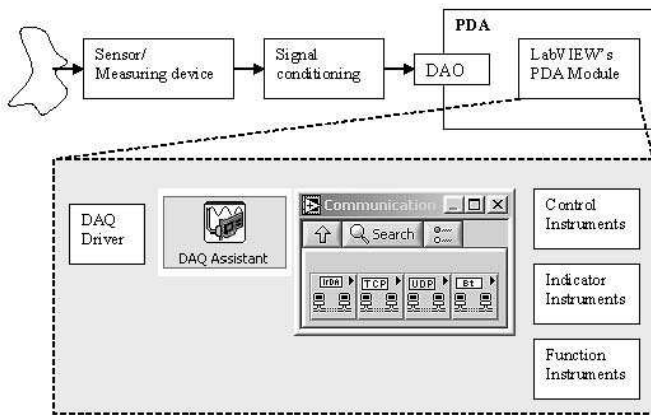 PDA
Sensor/
Measuring device
Signal
conditioning
DAO
LabVIEW's
PDA Module
DAQ
Driver
DAQ Assistant
Communication
Search
IrDA
TCP
UDP
Bt
Control
Instruments
Indicator
Instruments
Function
Instruments